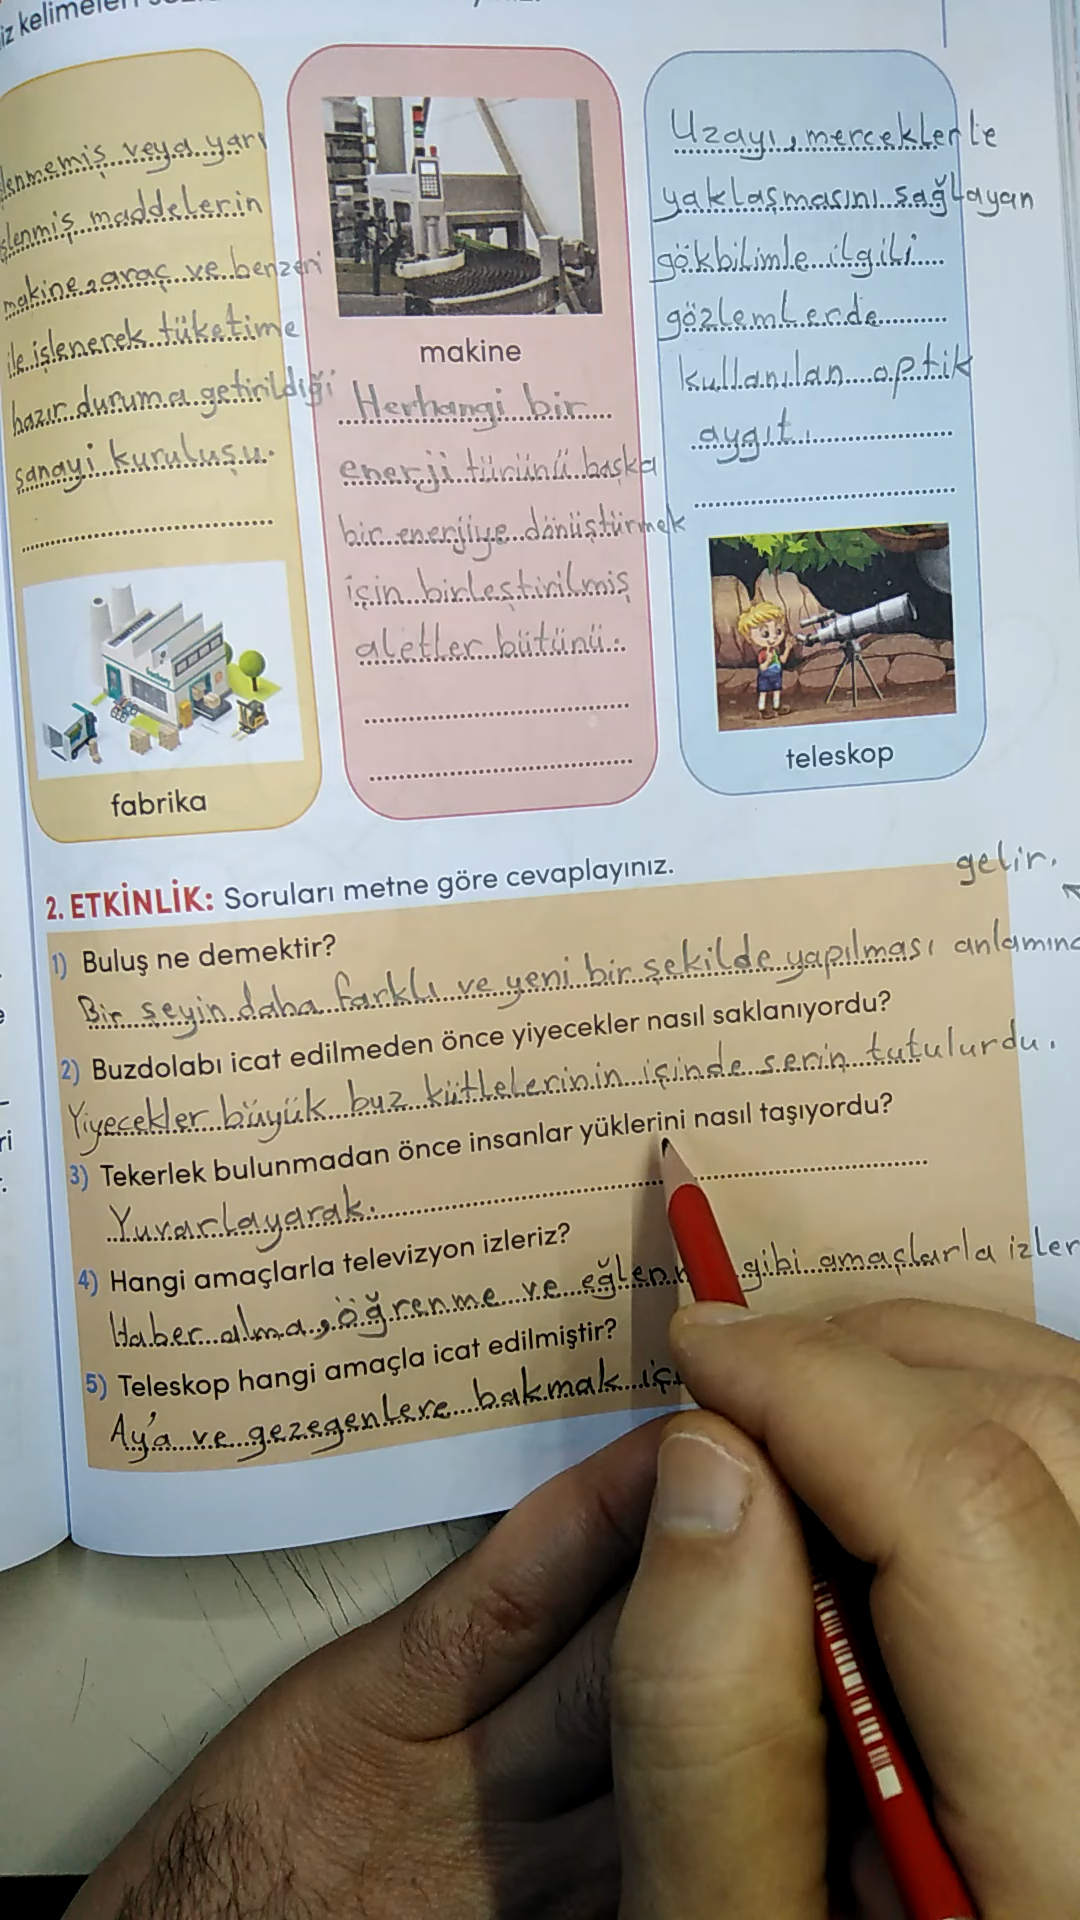 iz kelimeleri
lenmemiş veya yarı
şlenmiş maddelerin
makine, araç ve benzeri
ile işlenerek tüketime
hazır duruma getirildiği
sanayi kuruluşu.
factory
fabrika
makine
Herhangi bir
enerji türünü başka
bir enerjiye dönüştürmek
için birleştirilmiş
aletler bütünü.
Uzayı, merceklerle
yaklaşmasını sağlayan
gökbilimle ilgili
gözlemlerde
kullanılan optik
aygıt.
teleskop
2. ETKİNLİK: Soruları metne göre cevaplayınız.
1) Buluş ne demektir?
Bir şeyin daha farklı ve yeni bir şekilde yapılması anlamına
gelir.
2) Buzdolabı icat edilmeden önce yiyecekler nasıl saklanıyordu?
Yiyecekler büyük buz kütlelerinin içinde serin tutulurdu.
3) Tekerlek bulunmadan önce insanlar yüklerini nasıl taşıyordu?
Yuvarlayarak.
4) Hangi amaçlarla televizyon izleriz?
Haber alma, öğrenme ve eğlenm gibi amaçlarla izler
5) Teleskop hangi amaçla icat edilmiştir?
Ay'a ve gezegenlere bakmak iç